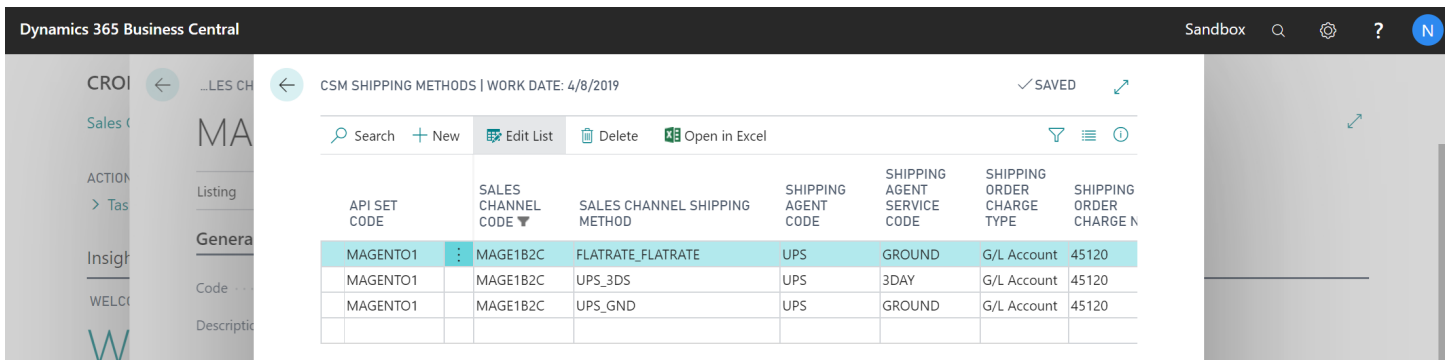 Dynamics 365 Business Central
Sandbox
?
N
CRO
...LES CH
CSM SHIPPING METHODS | WORK DATE: 4/8/2019
SAVED
Sales
MA
Search
New
Edit List
Delete
Open in Excel
ACTION
> Tas
Listing
API SET CODE
SALES CHANNEL CODE
SALES CHANNEL SHIPPING METHOD
SHIPPING AGENT CODE
SHIPPING AGENT SERVICE CODE
SHIPPING ORDER CHARGE TYPE
SHIPPING ORDER CHARGE N
Genera
MAGENTO1 MAGE1B2C FLATRATE_FLATRATE UPS GROUND G/L Account 45120
Insigh
MAGENTO1 MAGE1B2C UPS_3DS UPS 3DAY G/L Account 45120
Code
WELCO
MAGENTO1 MAGE1B2C UPS_GND UPS GROUND G/L Account 45120
Descriptio
W